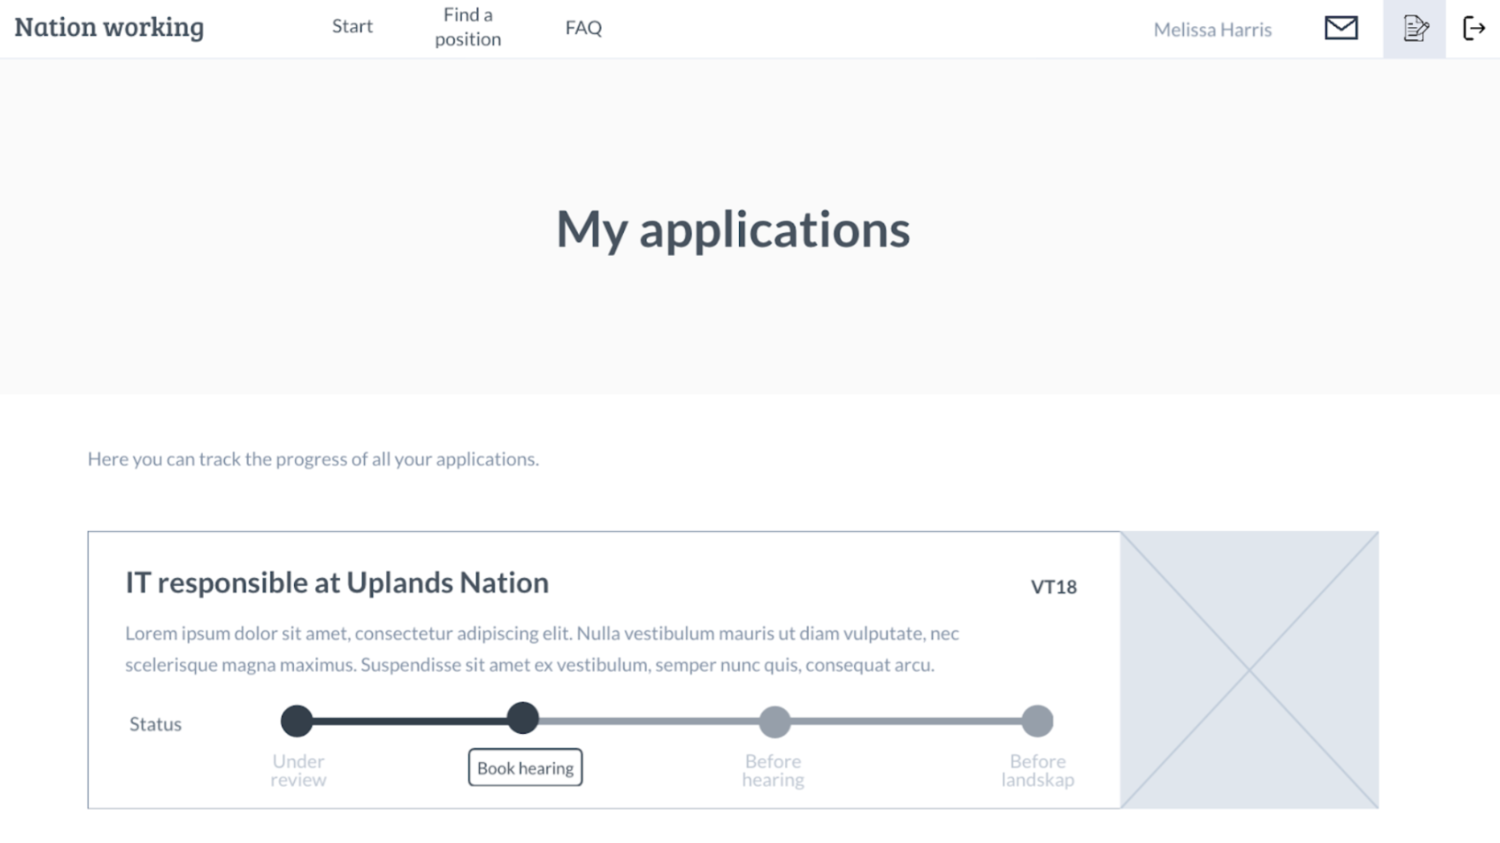 Nation working
Start
Find a
position
FAQ
Melissa Harris
My applications
Here you can track the progress of all your applications.
IT responsible at Uplands Nation
VT18
Lorem ipsum dolor sit amet, consectetur adipiscing elit. Nulla vestibulum mauris ut diam vulputate, nec
scelerisque magna maximus. Suspendisse sit amet ex vestibulum, semper nunc quis, consequat arcu.
Status
Under
review
Book hearing
Before
hearing
Before
landskap